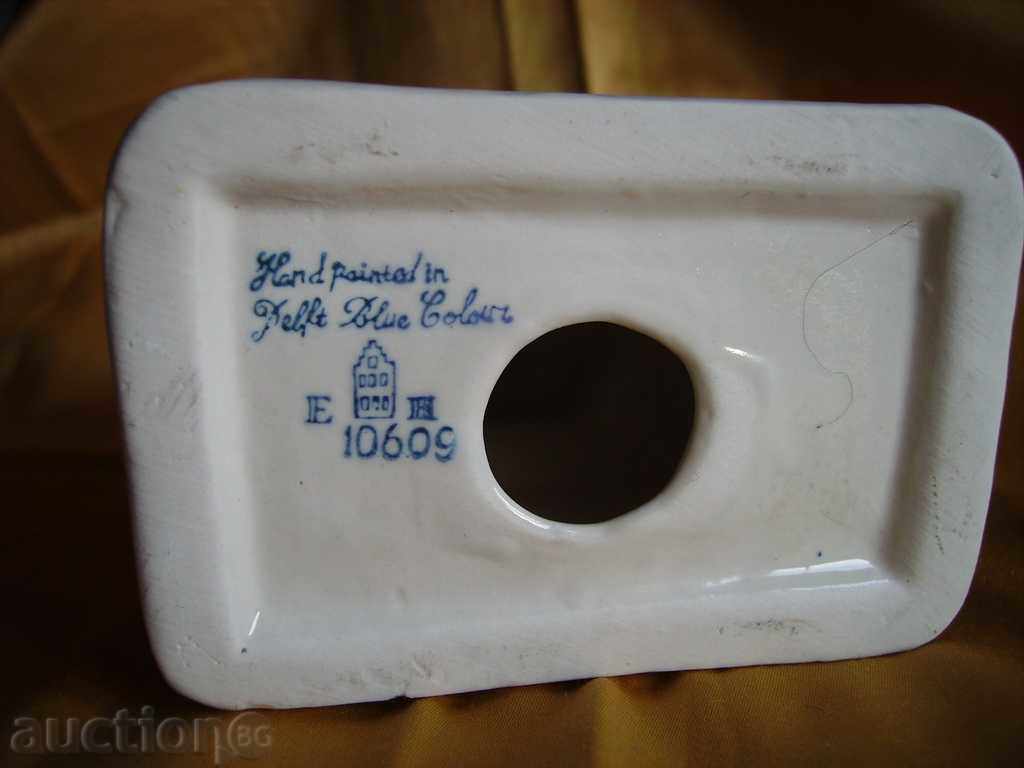 Hand painted in
Delft Blue Colour
E H
10609
auction BG